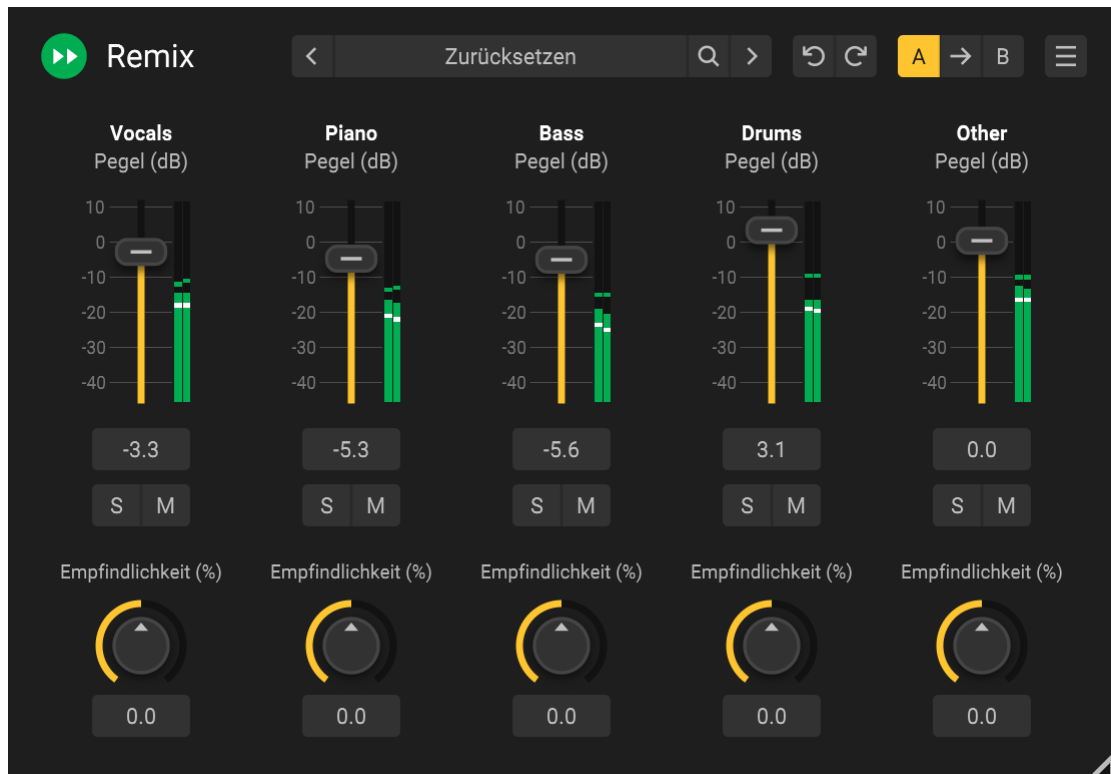 Remix
Zurücksetzen
A
B
Vocals Piano Bass Drums Other
Pegel (dB) Pegel (dB) Pegel (dB) Pegel (dB) Pegel (dB)
10 10 10 10 10
0 0 0 0 0
-10 -10 -10 -10 -10
-20 -20 -20 -20 -20
-30 -30 -30 -30 -30
-40 -40 -40 -40 -40
-3.3 -5.3 -5.6 3.1 0.0
S M S M S M S M S M
Empfindlichkeit (%) Empfindlichkeit (%) Empfindlichkeit (%) Empfindlichkeit (%) Empfindlichkeit (%)
0.0 0.0 0.0 0.0 0.0